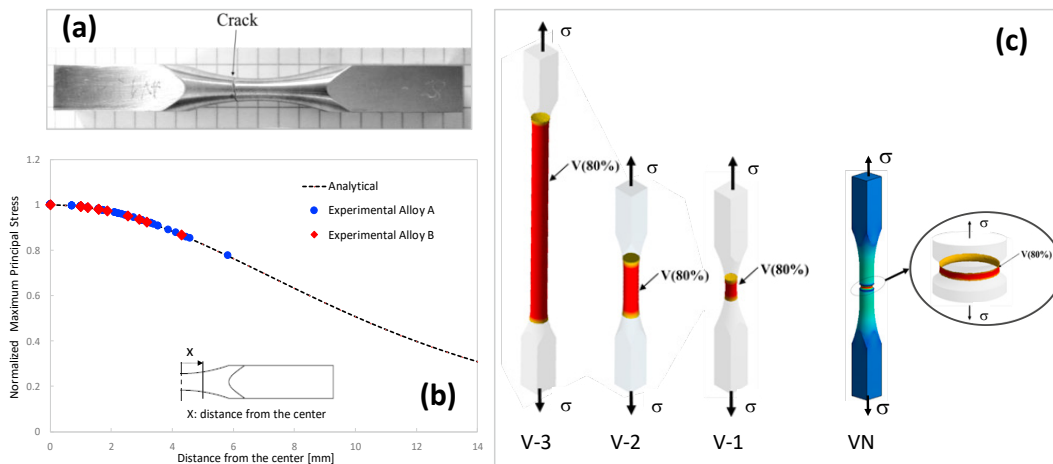 (a)
Crack
1.2
1
0.8
0.6
0.4
0.2
0
Normalized Maximum Principal Stress
Analytical
Experimental Alloy A
Experimental Alloy B
X
X: distance from the center
(b)
0 2 4 6 8 10 12 14
Distance from the center [mm]
(c)
σ
V(80%)
σ
V-3
σ
V(80%)
σ
V-2
σ
V(80%)
σ
V-1
σ
σ
VN
σ
V(80%)
σ